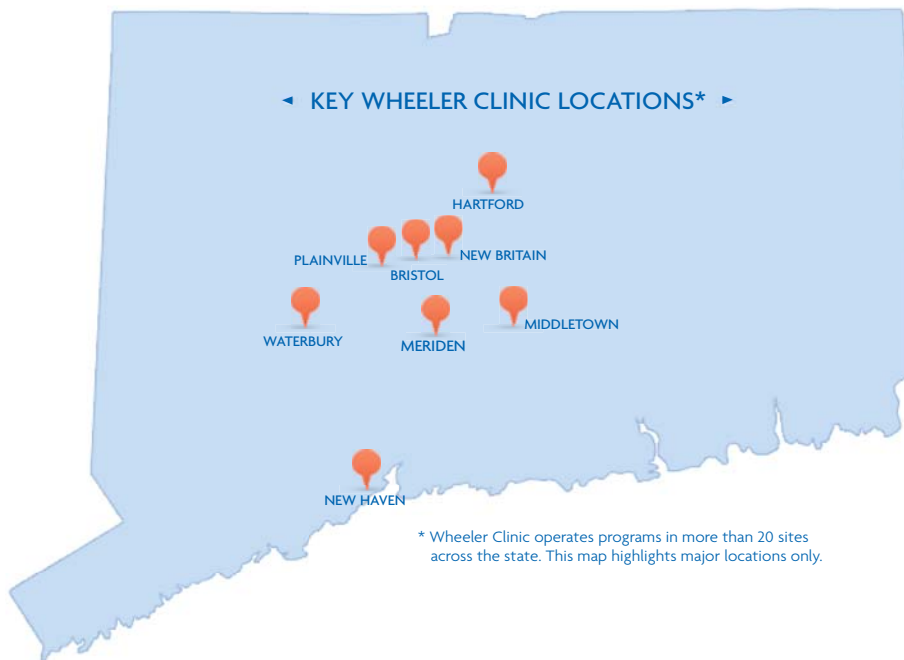 ◄ KEY WHEELER CLINIC LOCATIONS* ►
HARTFORD
NEW BRITAIN
PLAINVILLE
BRISTOL
MIDDLETOWN
WATERBURY
MERIDEN
NEW HAVEN
* Wheeler Clinic operates programs in more than 20 sites
across the state. This map highlights major locations only.